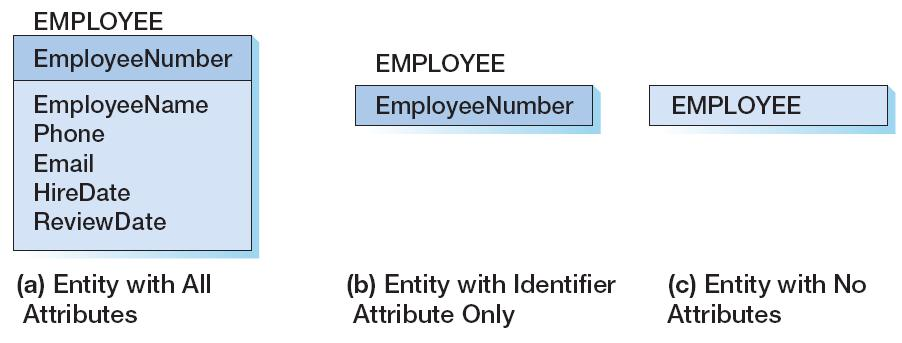 EMPLOYEE
EmployeeNumber
EmployeeName
Phone
Email
HireDate
ReviewDate
(a) Entity with All
Attributes
EMPLOYEE
EmployeeNumber
(b) Entity with Identifier
Attribute Only
EMPLOYEE
(c) Entity with No
Attributes